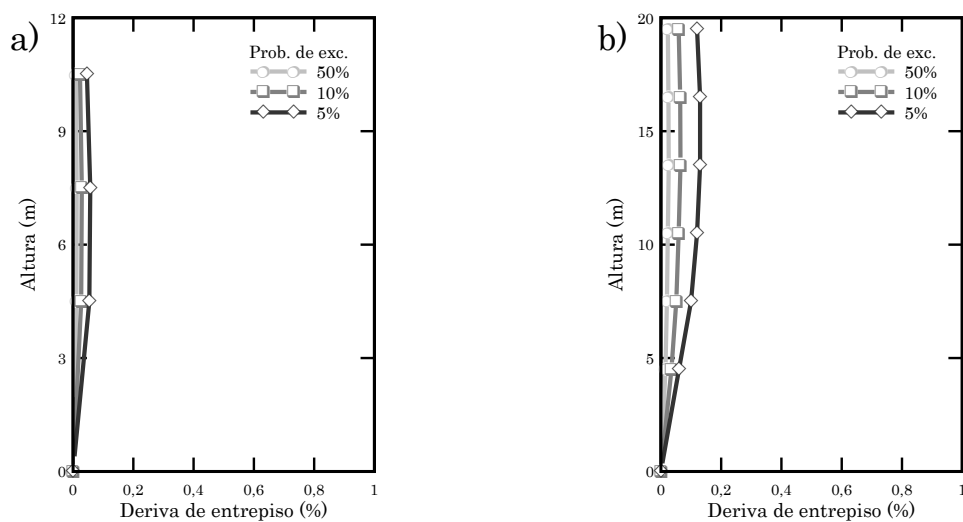 a)
12
9
6
3
0
Altura (m)
Prob. de exc.
50%
10%
5%
0 0,2 0,4 0,6 0,8 1
Deriva de entrepiso (%)
b)
20
15
10
5
0
Altura (m)
Prob. de exc.
50%
10%
5%
0 0,2 0,4 0,6 0,8 1
Deriva de entrepiso (%)